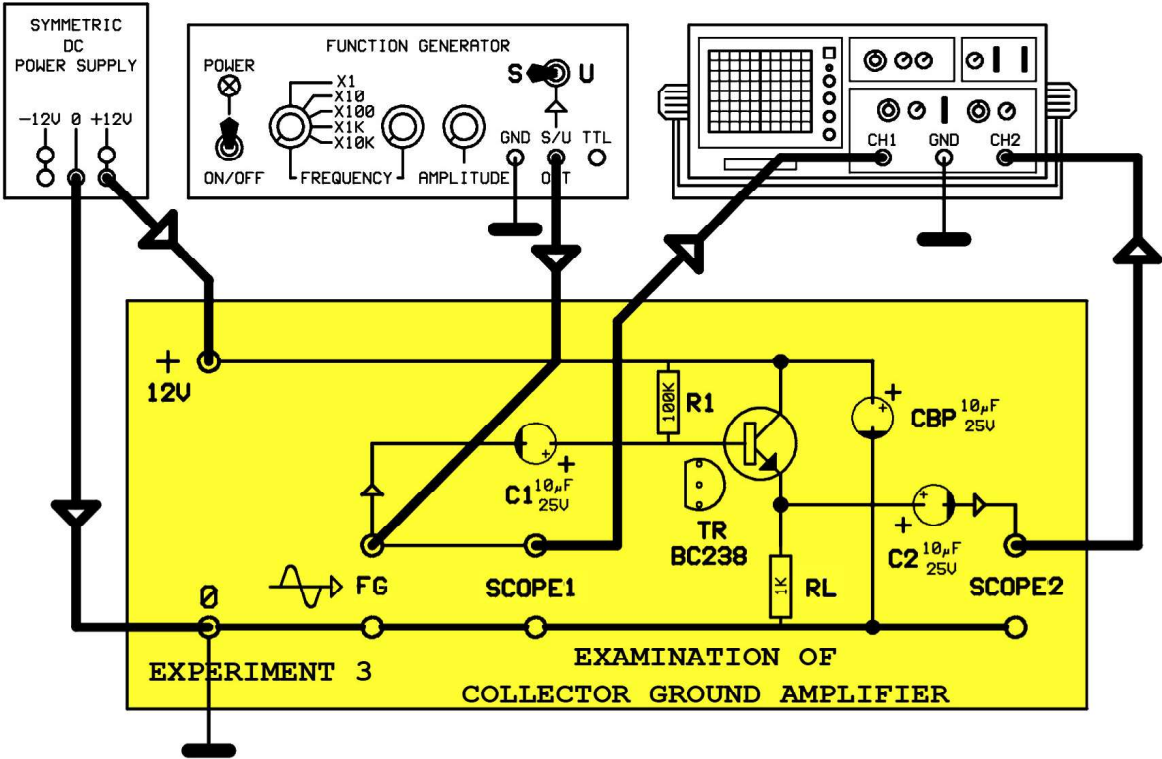 SYMMETRIC
DC
POWER SUPPLY
-12V 0 +12V
FUNCTION GENERATOR
POWER
ON/OFF
X1
X10
X100
X1K
X10K
FREQUENCY
AMPLITUDE
S U
GND S/U TTL
OUT
CH1 GND CH2
+
12V
100K
R1
C1
10µF
25V
+
TR
BC238
+
CBP
10µF
25V
+
C2
10µF
25V
1K
RL
FG
SCOPE1
SCOPE2
0
EXPERIMENT 3
EXAMINATION OF
COLLECTOR GROUND AMPLIFIER